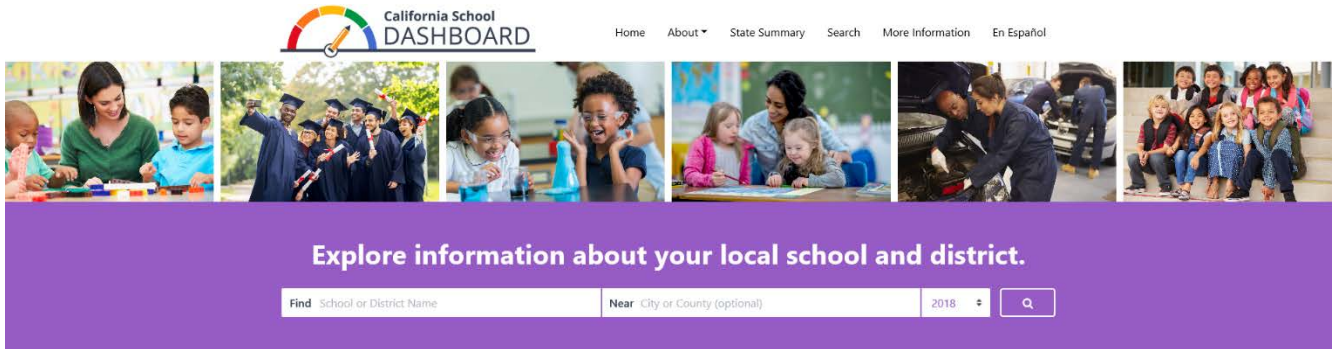 California School
DASHBOARD
Home About State Summary Search More Information En Español
Explore information about your local school and district.
Find School or District Name Near City or County (optional) 2018